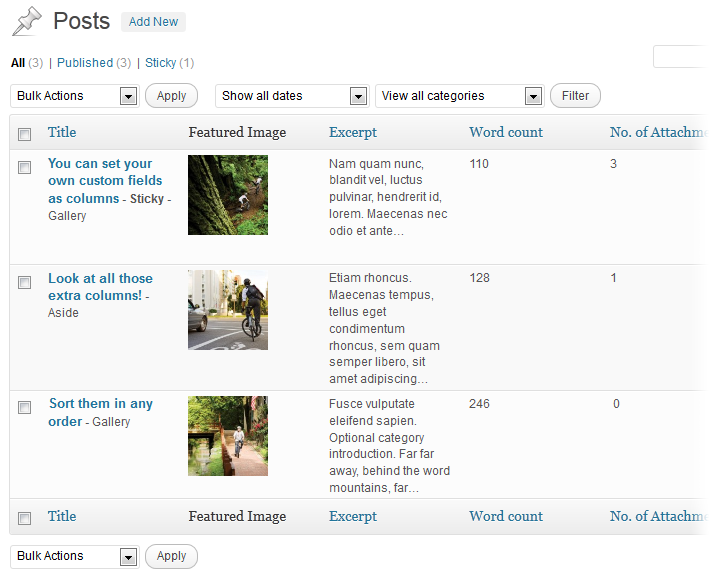 Posts Add New
All (3) | Published (3) | Sticky (1)
Bulk Actions Apply Show all dates View all categories Filter
Title Featured Image Excerpt Word count No. of Attachm
You can set your
own custom fields
as columns - Sticky -
Gallery
Nam quam nunc,
blandit vel, luctus
pulvinar, hendrerit id,
lorem. Maecenas nec
odio et ante…
110
3
Look at all those
extra columns! -
Aside
Etiam rhoncus.
Maecenas tempus,
tellus eget
condimentum
rhoncus, sem quam
semper libero, sit
amet adipiscing…
128
1
Sort them in any
order - Gallery
Fusce vulputate
eleifend sapien.
Optional category
introduction. Far far
away, behind the word
mountains, far…
246
0
Title Featured Image Excerpt Word count No. of Attachm
Bulk Actions Apply